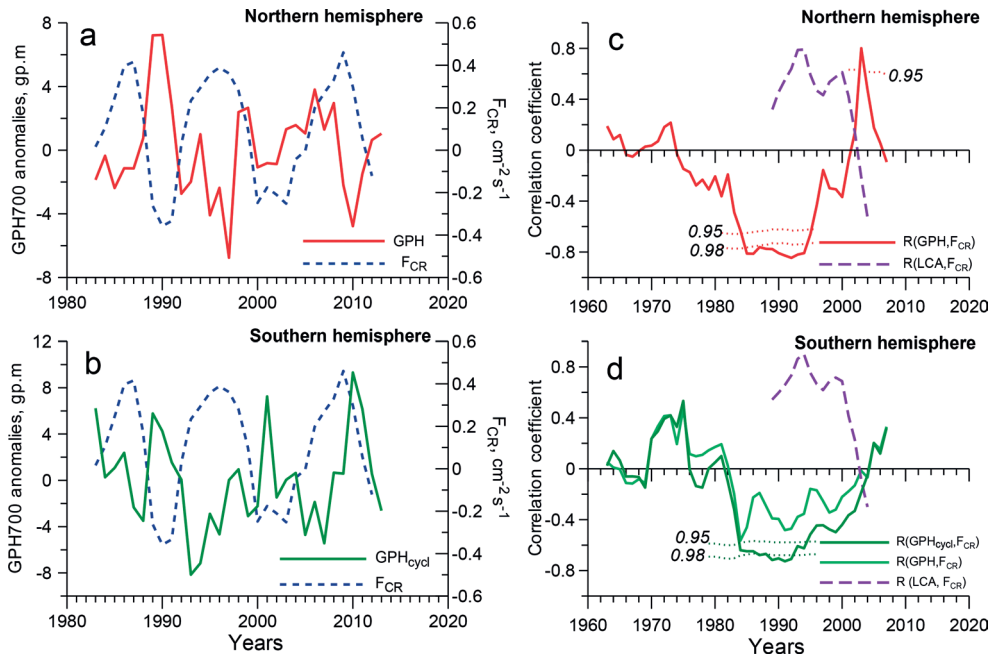 Northern hemisphere
a
8
4
0
-4
-8
GPH700 anomalies, gp.m
0.6
0.4
0.2
0
-0.2
-0.4
-0.6
F_CR, cm^-2 s^-1
GPH
F_CR
1980 1990 2000 2010 2020
Southern hemisphere
b
12
8
4
0
-4
-8
GPH700 anomalies, gp.m
0.6
0.4
0.2
0
-0.2
-0.4
-0.6
F_CR, cm^-2 s^-1
GPH_cycl
F_CR
1980 1990 2000 2010 2020
Years
Northern hemisphere
c
0.8
0.4
0
-0.4
-0.8
Correlation coefficient
0.95
0.95
0.98
R(GPH,F_CR)
R(LCA,F_CR)
1960 1970 1980 1990 2000 2010 2020
Southern hemisphere
d
0.8
0.4
0
-0.4
-0.8
Correlation coefficient
0.95
0.98
R(GPH_cycl,F_CR)
R(GPH,F_CR)
R (LCA, F_CR)
1960 1970 1980 1990 2000 2010 2020
Years